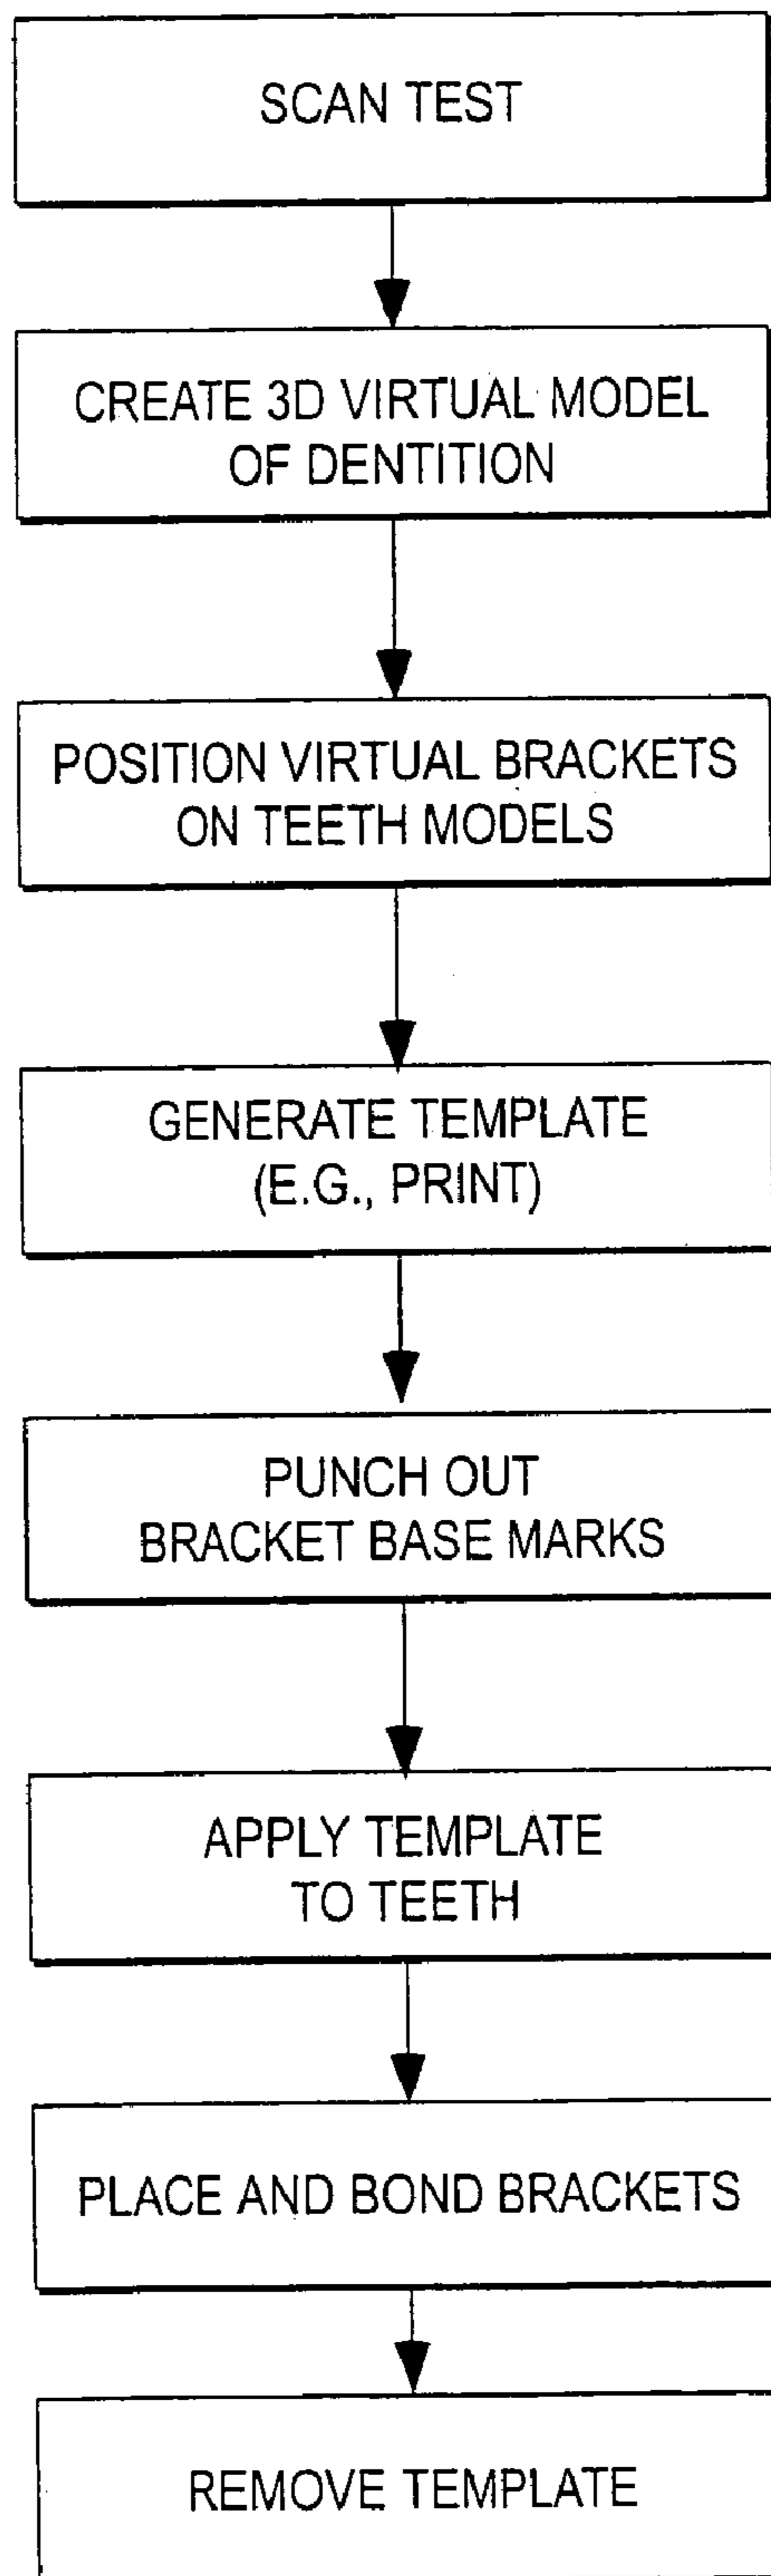 SCAN TEST
CREATE 3D VIRTUAL MODEL
OF DENTITION
POSITION VIRTUAL BRACKETS
ON TEETH MODELS
GENERATE TEMPLATE
(E.G., PRINT)
PUNCH OUT
BRACKET BASE MARKS
APPLY TEMPLATE
TO TEETH
PLACE AND BOND BRACKETS
REMOVE TEMPLATE